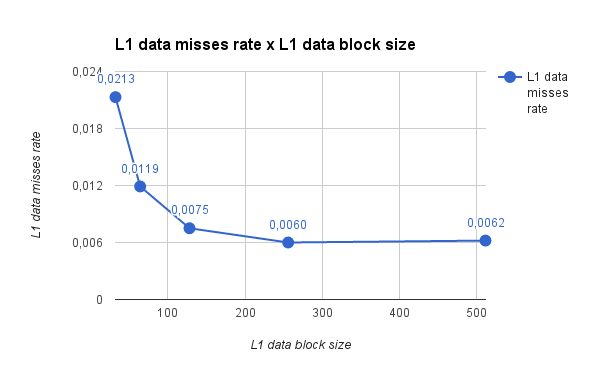 L1 data misses rate x L1 data block size
0,024
0,0213
L1 data
misses
rate
0,018
0,0119
0,012
0,0075
0,0060
0,0062
0,006
0
100
200
300
400
500
L1 data misses rate
L1 data block size